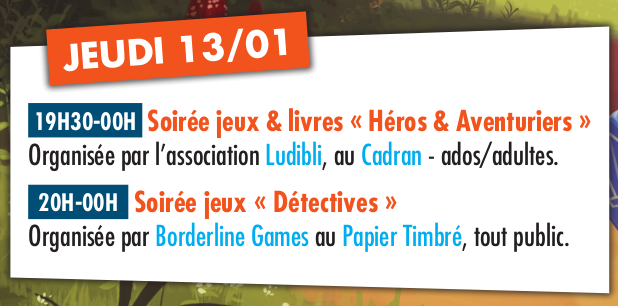 JEUDI 13/01
19H30-00H Soirée jeux & livres « Héros & Aventuriers »
Organisée par l'association Ludibli, au Cadran - ados/adultes.
20H-00H Soirée jeux « Détectives »
Organisée par Borderline Games au Papier Timbré, tout public.